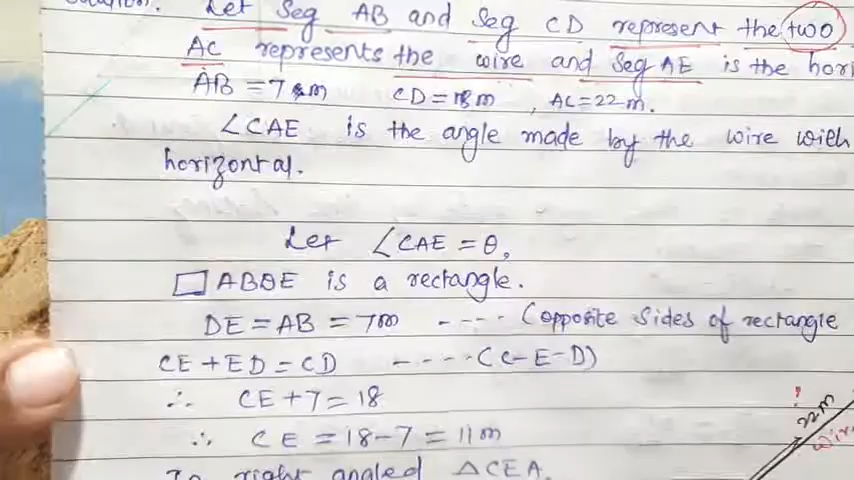 Let Seg AB and Seg CD represent the two
AC represents the wire and Seg AE is the hori
AB = 7 m CD = 18 m , AC = 22 m.
∠CAE is the angle made by the wire with
horizontal.
Let ∠CAE = θ,
□ ABDE is a rectangle.
DE = AB = 7m ---- (Opposite sides of rectangle
CE + ED = CD ----(C-E-D)
∴ CE + 7 = 18
∴ CE = 18 - 7 = 11 m
22 m
wire
In right angled △CEA,